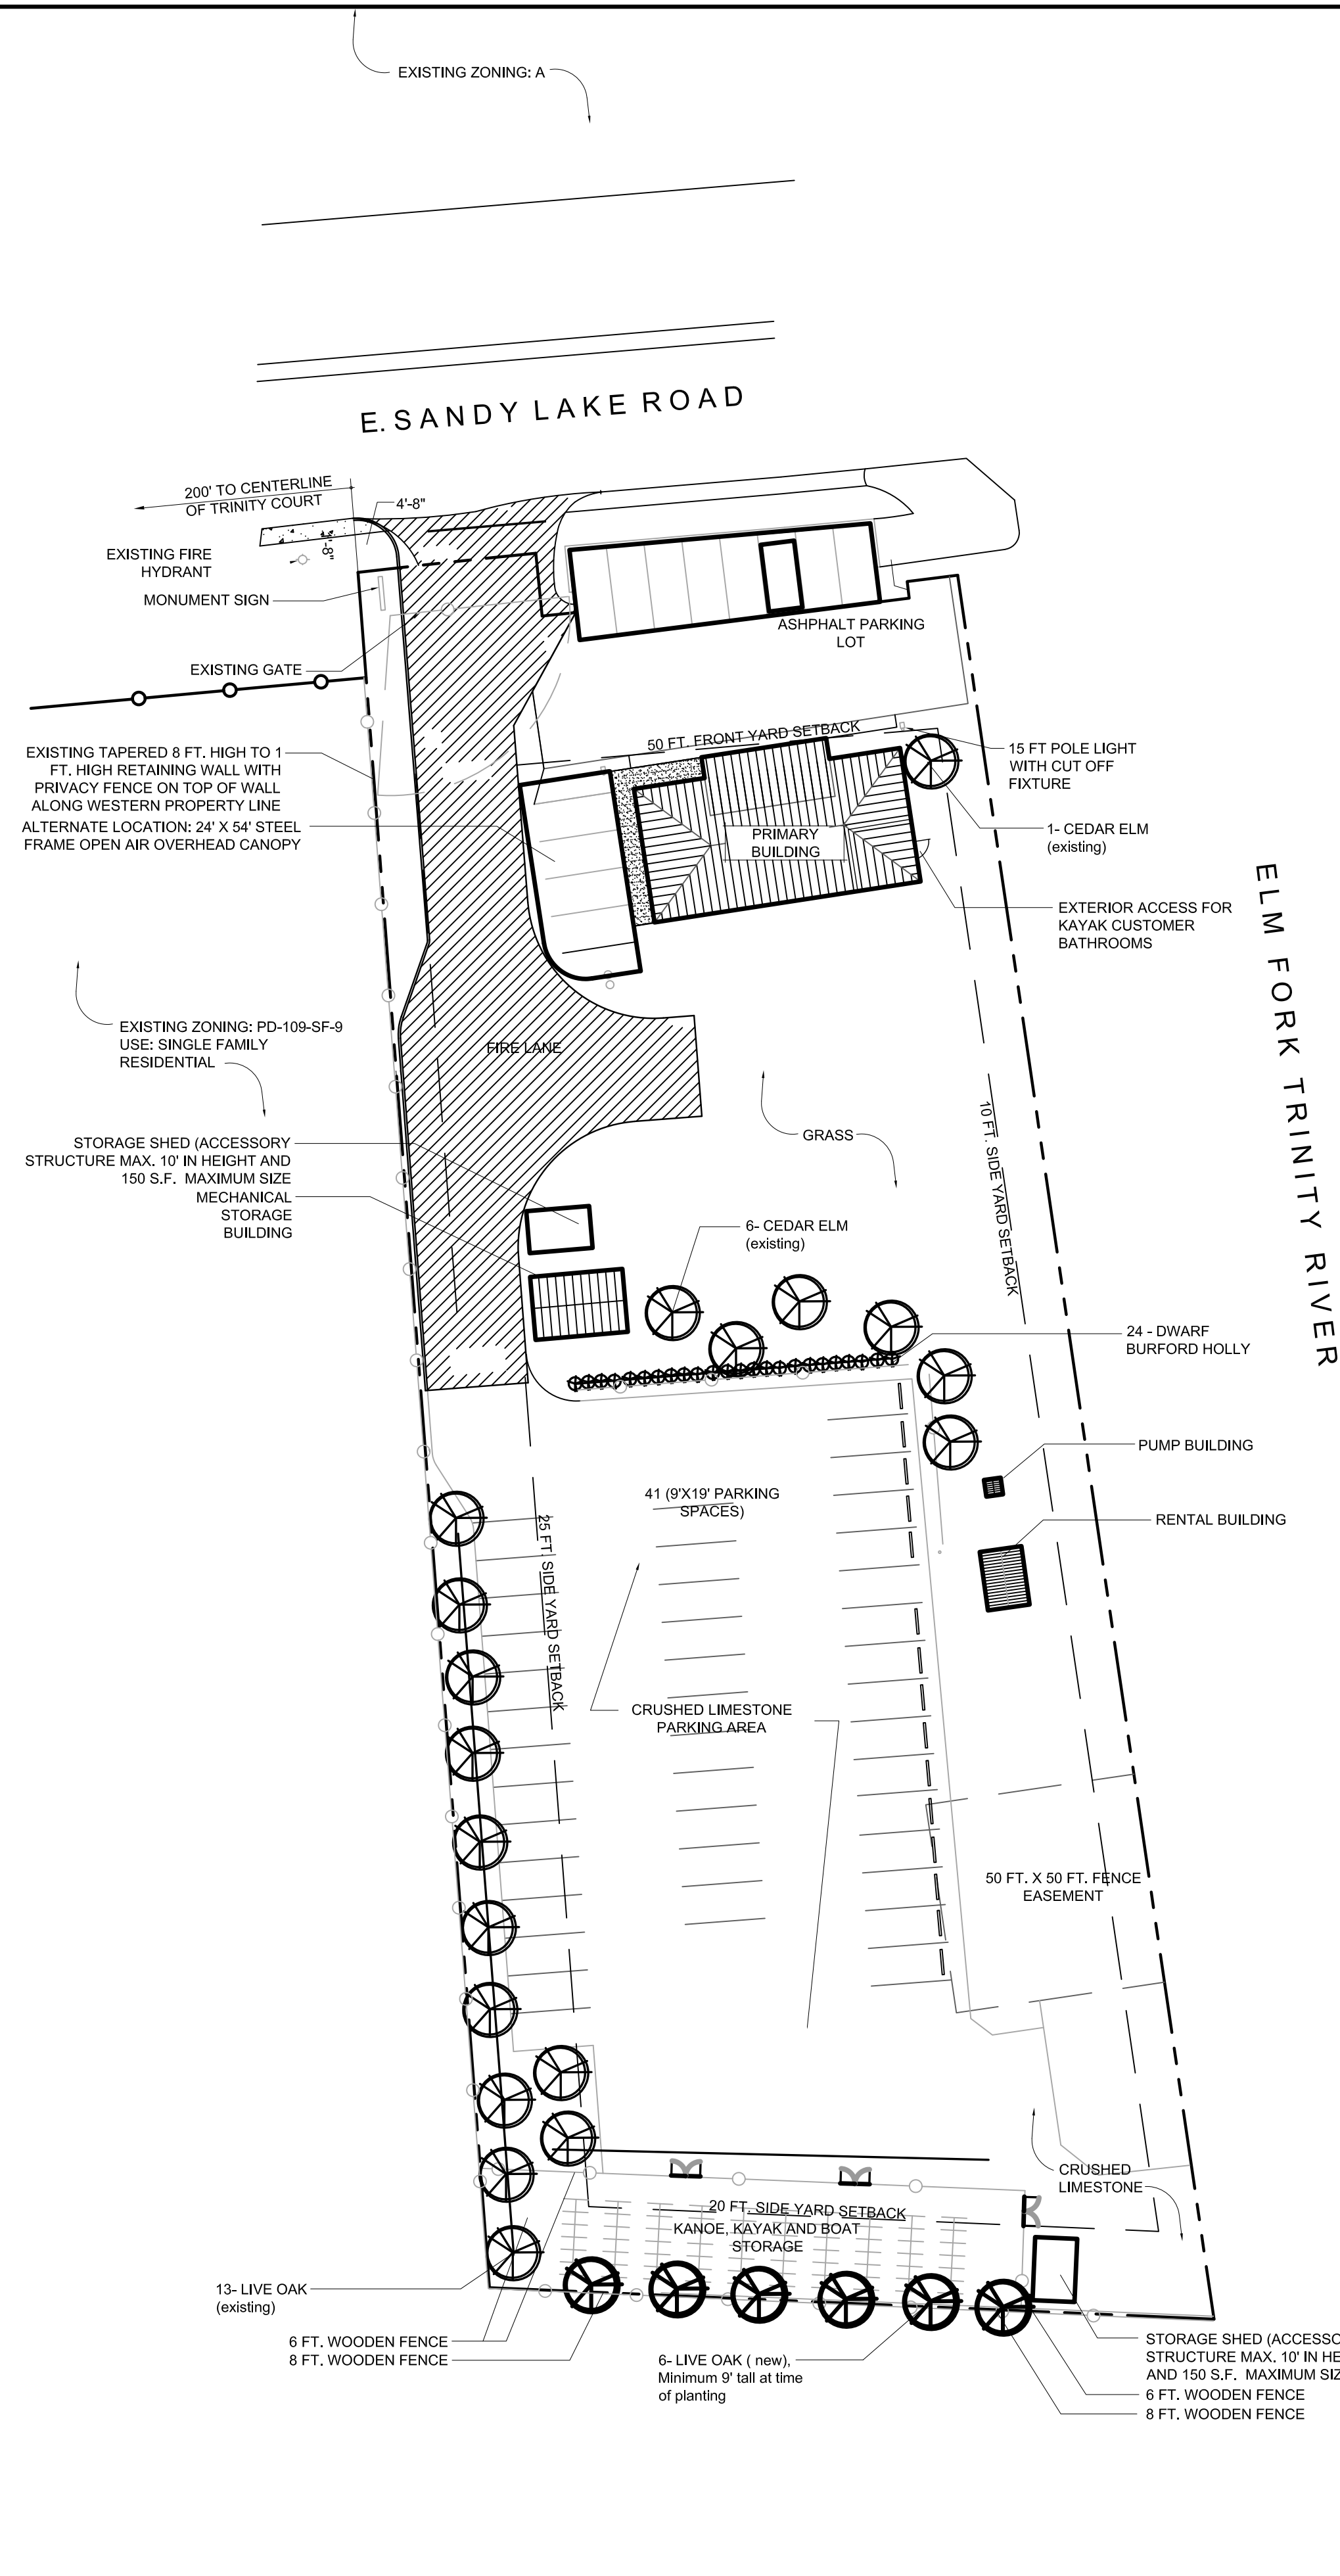 EXISTING ZONING: A
E. SANDY LAKE ROAD
200' TO CENTERLINE
OF TRINITY COURT
4'-8"
EXISTING FIRE
HYDRANT
MONUMENT SIGN
ASHPHALT PARKING
LOT
EXISTING GATE
50 FT. FRONT YARD SETBACK
EXISTING TAPERED 8 FT. HIGH TO 1
FT. HIGH RETAINING WALL WITH
PRIVACY FENCE ON TOP OF WALL
ALONG WESTERN PROPERTY LINE
15 FT POLE LIGHT
WITH CUT OFF
FIXTURE
ALTERNATE LOCATION: 24' X 54' STEEL
FRAME OPEN AIR OVERHEAD CANOPY
PRIMARY
BUILDING
1- CEDAR ELM
(existing)
ELM FORK TRINITY RIVER
EXTERIOR ACCESS FOR
KAYAK CUSTOMER
BATHROOMS
EXISTING ZONING: PD-109-SF-9
USE: SINGLE FAMILY
RESIDENTIAL
FIRE LANE
10 FT. SIDE YARD SETBACK
GRASS
STORAGE SHED (ACCESSORY
STRUCTURE MAX. 10' IN HEIGHT AND
150 S.F. MAXIMUM SIZE
MECHANICAL
STORAGE
BUILDING
6- CEDAR ELM
(existing)
24 - DWARF
BURFORD HOLLY
PUMP BUILDING
41 (9'X19' PARKING
SPACES)
RENTAL BUILDING
25 FT. SIDE YARD SETBACK
CRUSHED LIMESTONE
PARKING AREA
50 FT. X 50 FT. FENCE
EASEMENT
CRUSHED
LIMESTONE
20 FT. SIDE YARD SETBACK
KANOE, KAYAK AND BOAT
STORAGE
13- LIVE OAK
(existing)
6 FT. WOODEN FENCE
8 FT. WOODEN FENCE
6- LIVE OAK ( new),
Minimum 9' tall at time
of planting
STORAGE SHED (ACCESSO
STRUCTURE MAX. 10' IN HE
AND 150 S.F. MAXIMUM SIZ
6 FT. WOODEN FENCE
8 FT. WOODEN FENCE